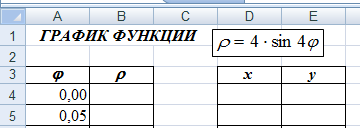 A B C D E
1 ГРАФИК ФУНКЦИИ ρ = 4 · sin 4φ
2
3 φ ρ x y
4 0,00
5 0,05